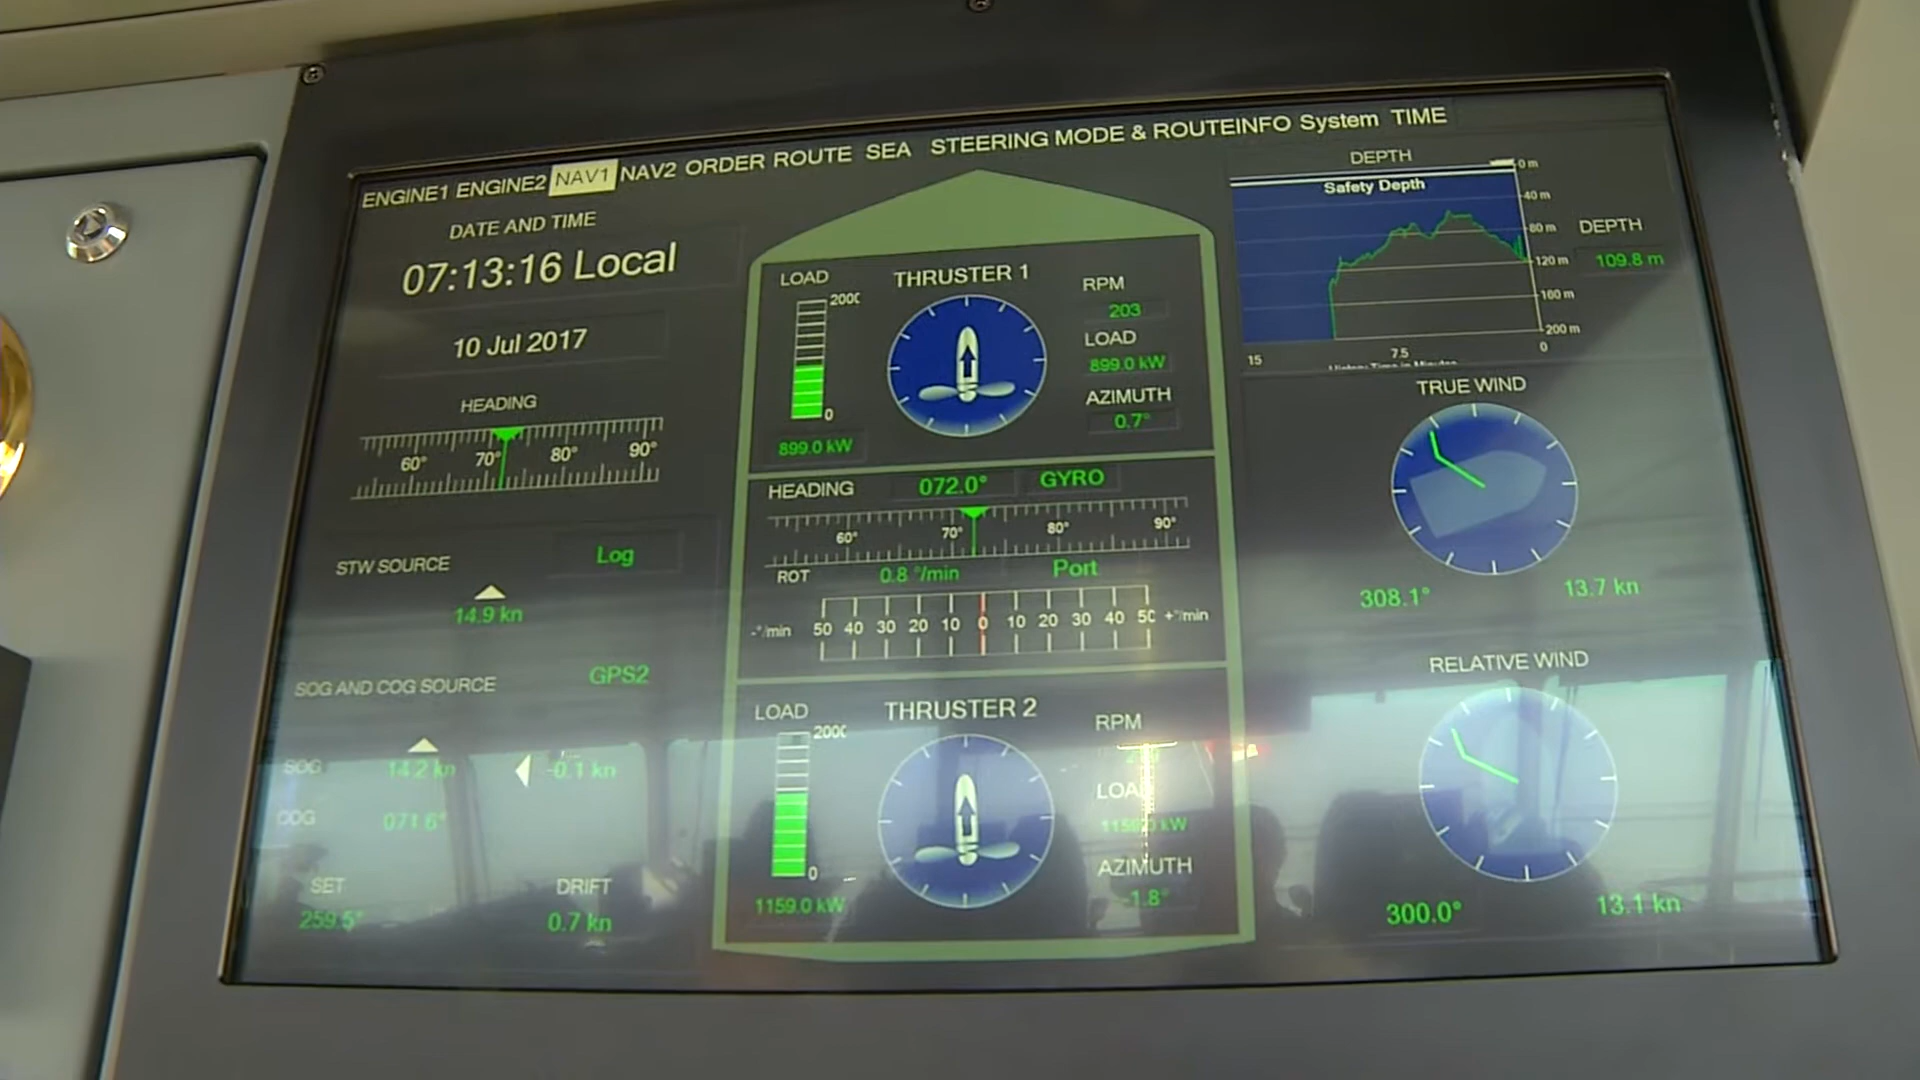 ENGINE1 ENGINE2 NAV1 NAV2 ORDER ROUTE SEA STEERING MODE & ROUTEINFO System TIME
DATE AND TIME
07:13:16 Local
10 Jul 2017
HEADING
60° 70° 80° 90°
STW SOURCE Log
14.9 kn
SOG AND COG SOURCE GPS2
SOG 14.2 kn -0.1 kn
COG 071.6°
SET DRIFT
259.5° 0.7 kn
LOAD THRUSTER 1 RPM
2000 203
LOAD
899.0 kW
AZIMUTH
0 0.7°
899.0 kW
HEADING 072.0° GYRO
60° 70° 80° 90°
ROT 0.8 °/min Port
-°/min 50 40 30 20 10 0 10 20 30 40 50 +°/min
LOAD THRUSTER 2 RPM
2000
LOAD
1159.0 kW
AZIMUTH
0 -1.8°
1159.0 kW
DEPTH
Safety Depth
0 m
40 m
80 m
120 m
160 m
200 m
15 7.5 0
History Time in Minutes
DEPTH
109.8 m
TRUE WIND
308.1° 13.7 kn
RELATIVE WIND
300.0° 13.1 kn